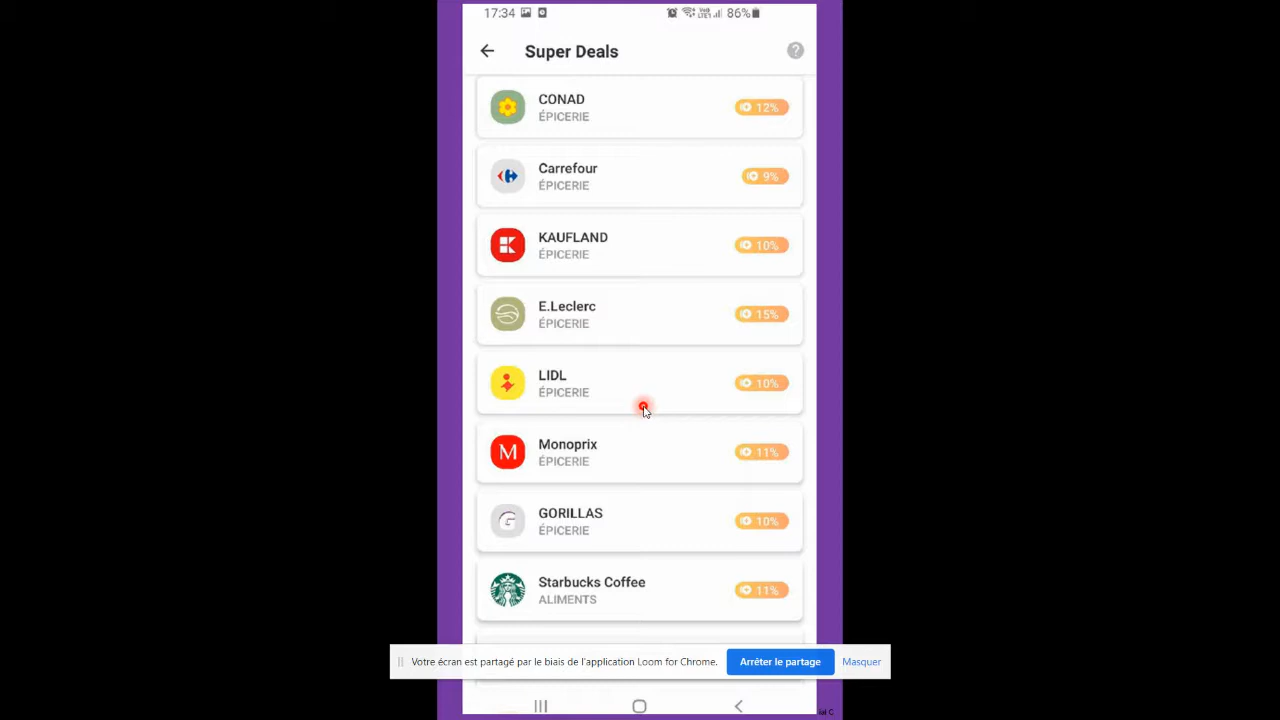 17:34 86%
Super Deals
CONAD
ÉPICERIE
12%
Carrefour
ÉPICERIE
9%
KAUFLAND
ÉPICERIE
10%
E.Leclerc
ÉPICERIE
15%
LIDL
ÉPICERIE
10%
M
Monoprix
ÉPICERIE
11%
G
GORILLAS
ÉPICERIE
10%
Starbucks Coffee
ALIMENTS
11%
Votre écran est partagé par le biais de l'application Loom for Chrome. Arrêter le partage Masquer